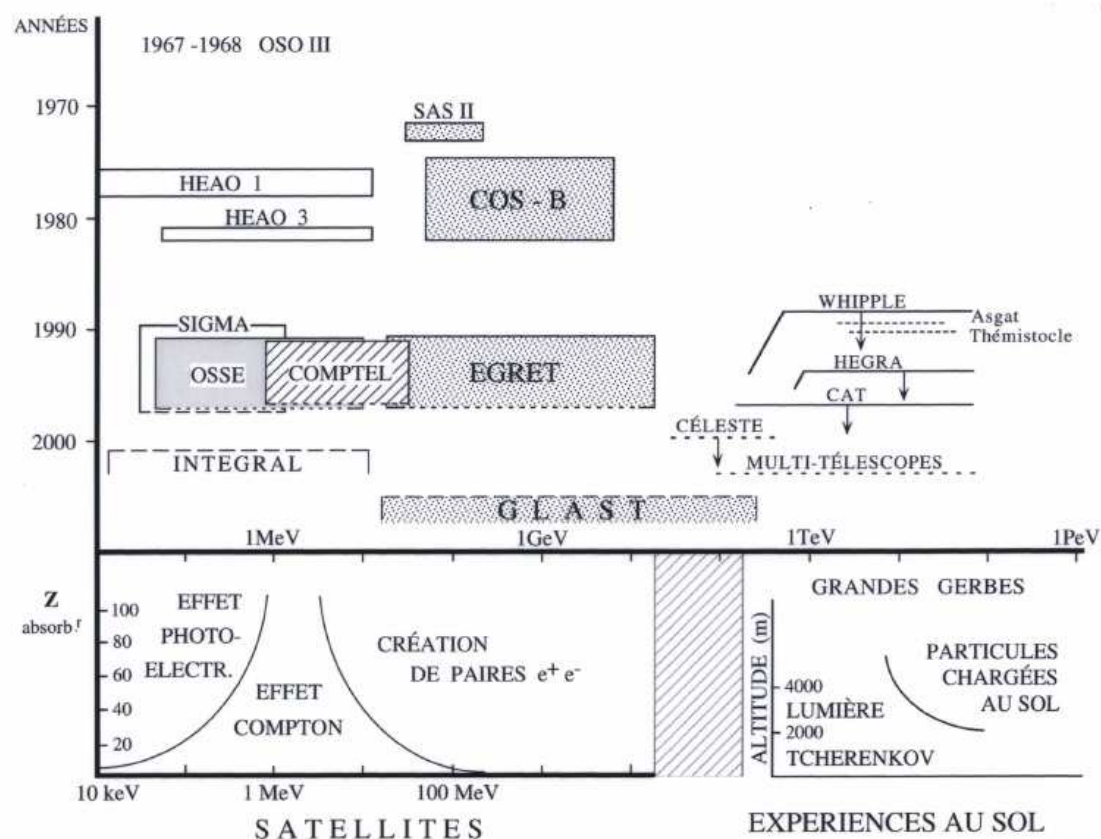 ANNÉES
1967 -1968 OSO III
1970
SAS II
HEAO 1
COS - B
1980
HEAO 3
WHIPPLE
1990
SIGMA
Asgat
Thémistocle
OSSE
COMPTEL
EGRET
HEGRA
CAT
CÉLESTE
2000
INTEGRAL
MULTI-TÉLESCOPES
GLAST
1MeV
1GeV
1TeV
1PeV
Z
absorb.r
100
80
60
40
20
EFFET
PHOTO-
ELECTR.
EFFET
COMPTON
CRÉATION
DE PAIRES e+ e-
GRANDES GERBES
ALTITUDE (m)
4000
2000
PARTICULES
CHARGÉES
AU SOL
LUMIÈRE
TCHERENKOV
10 keV
1 MeV
100 MeV
SATELLITES
EXPERIENCES AU SOL